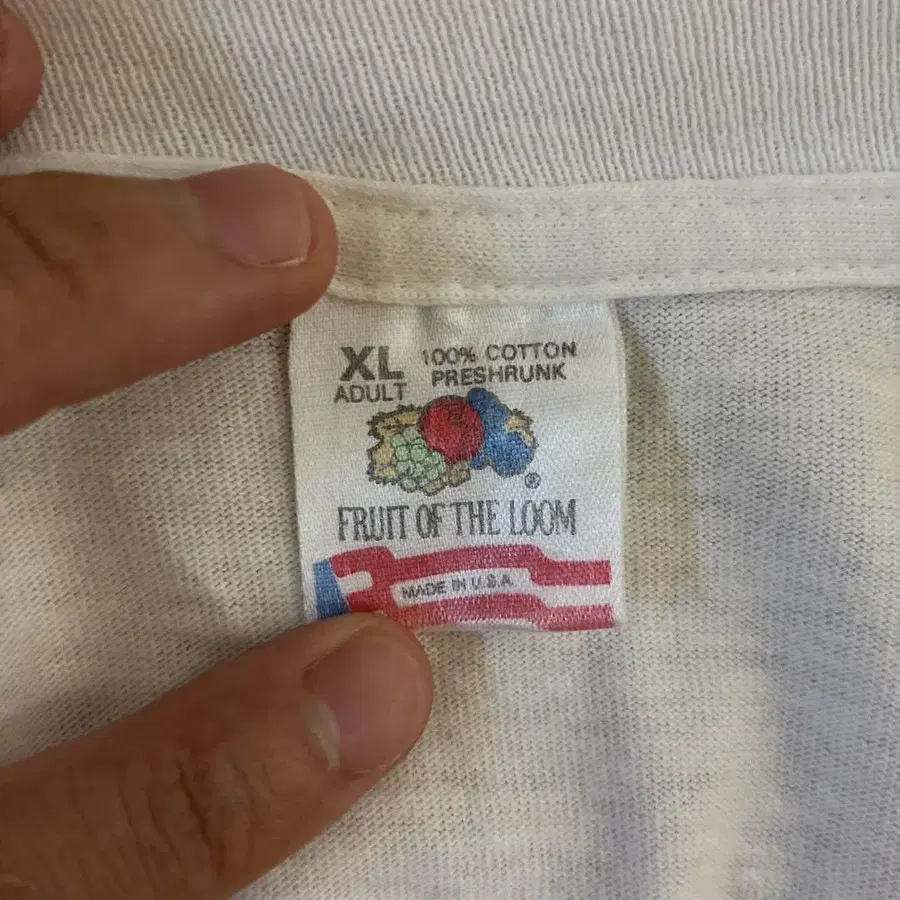 XL 100% COTTON
ADULT PRESHRUNK
®
FRUIT OF THE LOOM
MADE IN U.S.A.